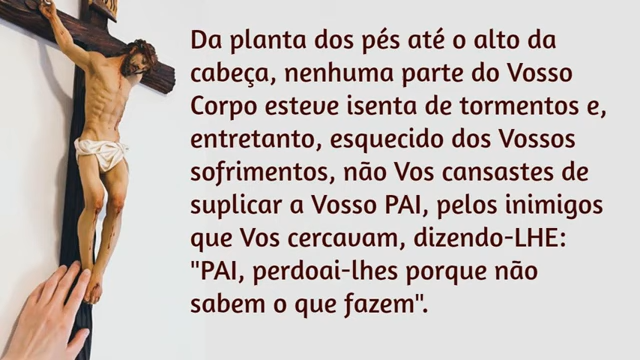 Da planta dos pés até o alto da
cabeça, nenhuma parte do Vosso
Corpo esteve isenta de tormentos e,
entretanto, esquecido dos Vossos
sofrimentos, não Vos cansastes de
suplicar a Vosso PAI, pelos inimigos
que Vos cercavam, dizendo-LHE:
"PAI, perdoai-lhes porque não
sabem o que fazem".